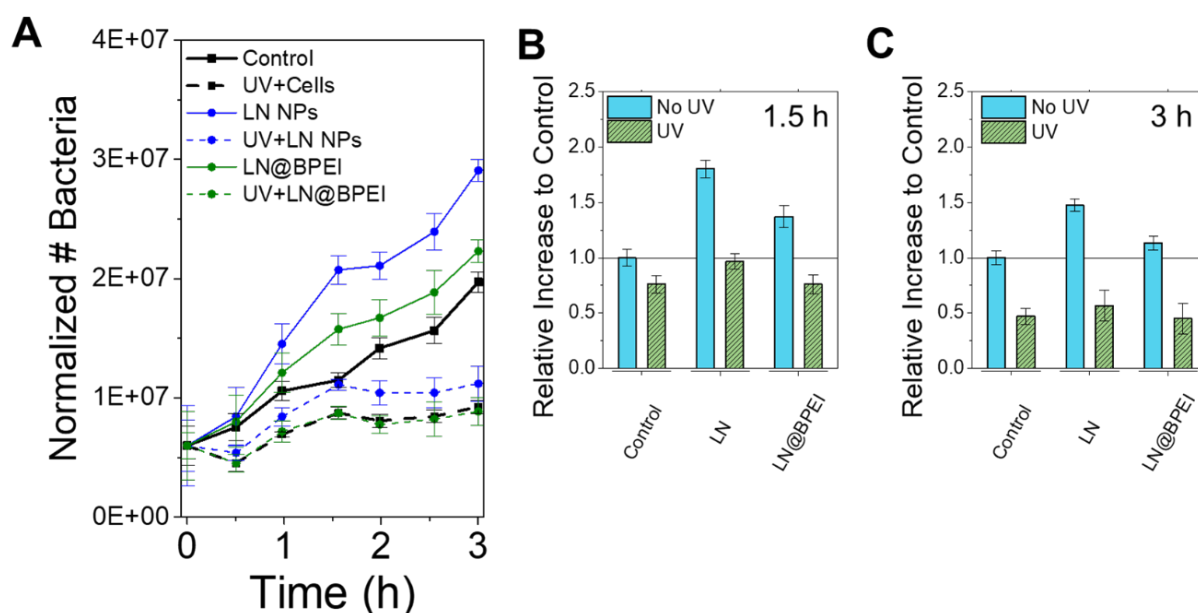 A
Normalized # Bacteria
4E+07
3E+07
2E+07
1E+07
0E+00
Control
UV+Cells
LN NPs
UV+LN NPs
LN@BPEI
UV+LN@BPEI
0
1
2
3
Time (h)
B
Relative Increase to Control
2.5
2.0
1.5
1.0
0.5
0.0
No UV
UV
1.5 h
Control
LN
LN@BPEI
C
Relative Increase to Control
2.5
2.0
1.5
1.0
0.5
0.0
No UV
UV
3 h
Control
LN
LN@BPEI